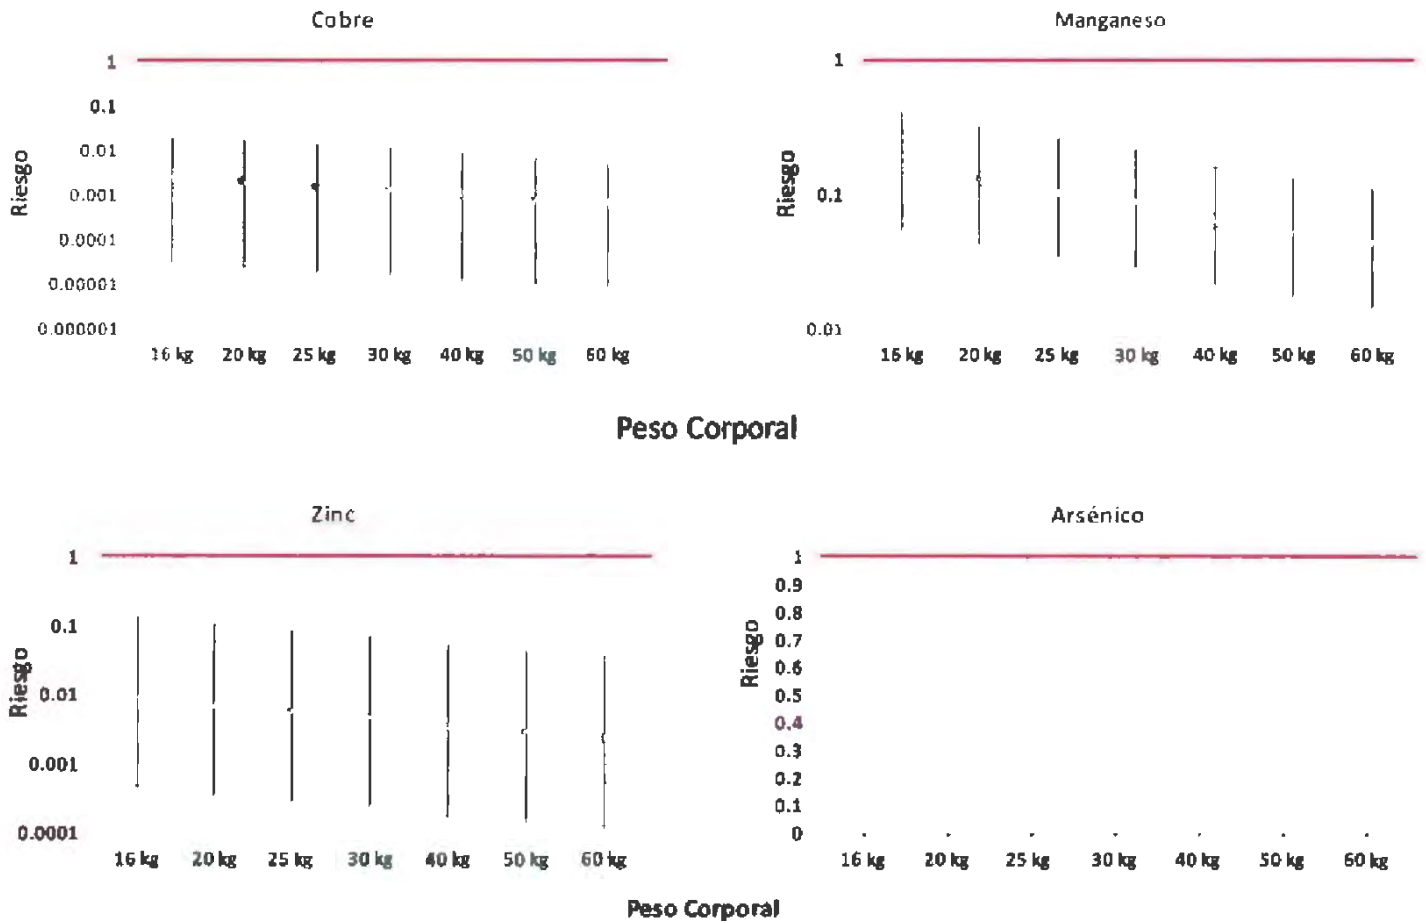 Cobre
Riesgo
1
0.1
0.01
0.001
0.0001
0.00001
0.000001
16 kg 20 kg 25 kg 30 kg 40 kg 50 kg 60 kg
Manganeso
Riesgo
1
0.1
0.01
16 kg 20 kg 25 kg 30 kg 40 kg 50 kg 60 kg
Peso Corporal
Zinc
Riesgo
1
0.1
0.01
0.001
0.0001
16 kg 20 kg 25 kg 30 kg 40 kg 50 kg 60 kg
Arsénico
Riesgo
1
0.9
0.8
0.7
0.6
0.5
0.4
0.3
0.2
0.1
0
16 kg 20 kg 25 kg 30 kg 40 kg 50 kg 60 kg
Peso Corporal